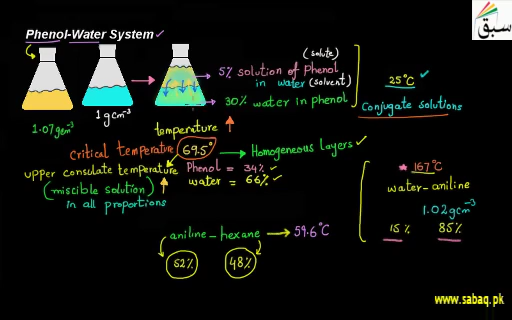 Phenol-Water System
سبق
(solute)
5% solution of phenol
in water (solvent)
30% water in phenol
25°C
Conjugate solutions
1.07gcm-3
1gcm-3
temperature
critical temperature 69.5°
Homogeneous layers
upper consulate temperature
Phenol = 34%
water = 66%
(miscible solution)
in all proportions
* 167°C
water-aniline
1.02gcm-3
15% 85%
aniline-hexane → 59.6°C
52% 48%
www.sabaq.pk